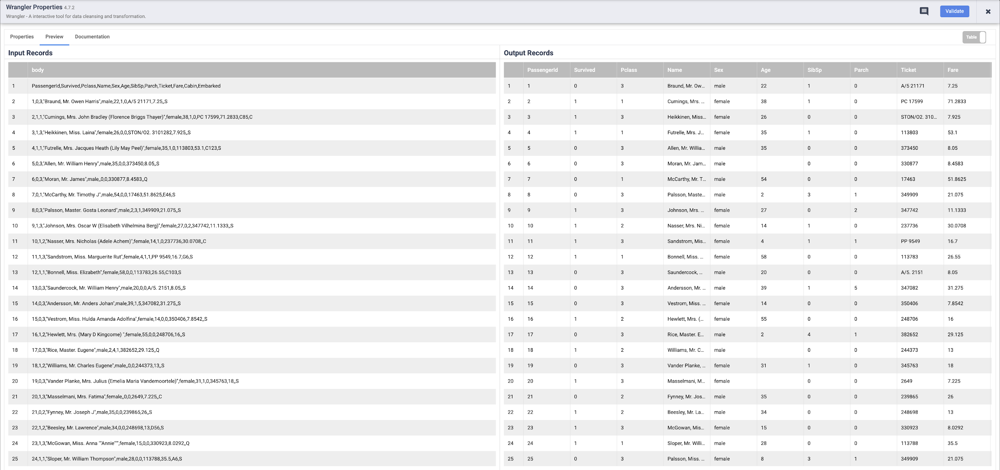 Wrangler Properties 4.7.2
Wrangler - A interactive tool for data cleansing and transformation.
Validate
Properties Preview Documentation
Table
Input Records
body
1 PassengerId,Survived,Pclass,Name,Sex,Age,SibSp,Parch,Ticket,Fare,Cabin,Embarked
2 1,0,3,"Braund, Mr. Owen Harris",male,22,1,0,A/5 21171,7.25,,S
3 2,1,1,"Cumings, Mrs. John Bradley (Florence Briggs Thayer)",female,38,1,0,PC 17599,71.2833,C85,C
4 3,1,3,"Heikkinen, Miss. Laina",female,26,0,0,STON/O2. 3101282,7.925,,S
5 4,1,1,"Futrelle, Mrs. Jacques Heath (Lily May Peel)",female,35,1,0,113803,53.1,C123,S
6 5,0,3,"Allen, Mr. William Henry",male,35,0,0,373450,8.05,,S
7 6,0,3,"Moran, Mr. James",male,,0,0,330877,8.4583,,Q
8 7,0,1,"McCarthy, Mr. Timothy J",male,54,0,0,17463,51.8625,E46,S
9 8,0,3,"Palsson, Master. Gosta Leonard",male,2,3,1,349909,21.075,,S
10 9,1,3,"Johnson, Mrs. Oscar W (Elisabeth Vilhelmina Berg)",female,27,0,2,347742,11.1333,,S
11 10,1,2,"Nasser, Mrs. Nicholas (Adele Achem)",female,14,1,0,237736,30.0708,,C
12 11,1,3,"Sandstrom, Miss. Marguerite Rut",female,4,1,1,PP 9549,16.7,G6,S
13 12,1,1,"Bonnell, Miss. Elizabeth",female,58,0,0,113783,26.55,C103,S
14 13,0,3,"Saundercock, Mr. William Henry",male,20,0,0,A/5. 2151,8.05,,S
15 14,0,3,"Andersson, Mr. Anders Johan",male,39,1,5,347082,31.275,,S
16 15,0,3,"Vestrom, Miss. Hulda Amanda Adolfina",female,14,0,0,350406,7.8542,,S
17 16,1,2,"Hewlett, Mrs. (Mary D Kingcome) ",female,55,0,0,248706,16,,S
18 17,0,3,"Rice, Master. Eugene",male,2,4,1,382652,29.125,,Q
19 18,1,2,"Williams, Mr. Charles Eugene",male,,0,0,244373,13,,S
20 19,0,3,"Vander Planke, Mrs. Julius (Emelia Maria Vandemoortele)",female,31,1,0,345763,18,,S
21 20,1,3,"Masselmani, Mrs. Fatima",female,,0,0,2649,7.225,,C
22 21,0,2,"Fynney, Mr. Joseph J",male,35,0,0,239865,26,,S
23 22,1,2,"Beesley, Mr. Lawrence",male,34,0,0,248698,13,D56,S
24 23,1,3,"McGowan, Miss. Anna ""Annie""",female,15,0,0,330923,8.0292,,Q
25 24,1,1,"Sloper, Mr. William Thompson",male,28,0,0,113788,35.5,A6,S
Output Records
PassengerId Survived Pclass Name Sex Age SibSp Parch Ticket Fare
1 1 0 3 Braund, Mr. Ow... male 22 1 0 A/5 21171 7.25
2 2 1 1 Cumings, Mrs. ... female 38 1 0 PC 17599 71.2833
3 3 1 3 Heikkinen, Miss... female 26 0 0 STON/O2. 310... 7.925
4 4 1 1 Futrelle, Mrs. J... female 35 1 0 113803 53.1
5 5 0 3 Allen, Mr. Willia... male 35 0 0 373450 8.05
6 6 0 3 Moran, Mr. Jam... male 0 0 330877 8.4583
7 7 0 1 McCarthy, Mr. T... male 54 0 0 17463 51.8625
8 8 0 3 Palsson, Maste... male 2 3 1 349909 21.075
9 9 1 3 Johnson, Mrs. ... female 27 0 2 347742 11.1333
10 10 1 2 Nasser, Mrs. Ni... female 14 1 0 237736 30.0708
11 11 1 3 Sandstrom, Mis... female 4 1 1 PP 9549 16.7
12 12 1 1 Bonnell, Miss. ... female 58 0 0 113783 26.55
13 13 0 3 Saundercock, ... male 20 0 0 A/5. 2151 8.05
14 14 0 3 Andersson, Mr. ... male 39 1 5 347082 31.275
15 15 0 3 Vestrom, Miss. ... female 14 0 0 350406 7.8542
16 16 1 2 Hewlett, Mrs. (... female 55 0 0 248706 16
17 17 0 3 Rice, Master. E... male 2 4 1 382652 29.125
18 18 1 2 Williams, Mr. C... male 0 0 244373 13
19 19 0 3 Vander Planke, ... female 31 1 0 345763 18
20 20 1 3 Masselmani, M... female 0 0 2649 7.225
21 21 0 2 Fynney, Mr. Jos... male 35 0 0 239865 26
22 22 1 2 Beesley, Mr. La... male 34 0 0 248698 13
23 23 1 3 McGowan, Mis... female 15 0 0 330923 8.0292
24 24 1 1 Sloper, Mr. Willi... male 28 0 0 113788 35.5
25 25 0 3 Palsson, Miss. ... female 8 3 1 349909 21.075